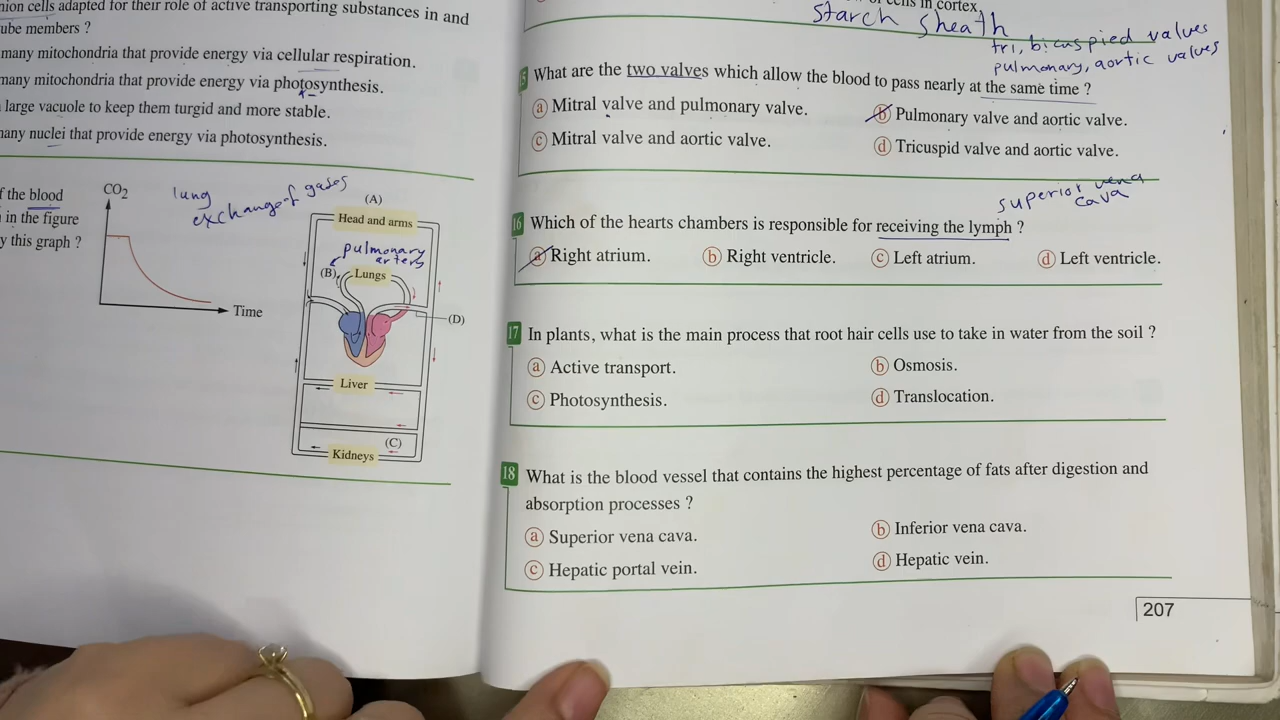 nion cells adapted for their role of active transporting substances in and
ube members ?
many mitochondria that provide energy via cellular respiration.
many mitochondria that provide energy via photosynthesis.
large vacuole to keep them turgid and more stable.
many nuclei that provide energy via photosynthesis.
f the blood
in the figure
y this graph ?
CO2
Time
lung
exchange of gases
(A)
Head and arms
pulmonary
artery
(B)
Lungs
(D)
Liver
(C)
Kidneys
cells in cortex
starch sheath
tri, bicuspied valves
pulmonary, aortic valves
What are the two valves which allow the blood to pass nearly at the same time ?
a Mitral valve and pulmonary valve.
b Pulmonary valve and aortic valve.
c Mitral valve and aortic valve.
d Tricuspid valve and aortic valve.
superior vena
cava
16 Which of the hearts chambers is responsible for receiving the lymph ?
a Right atrium.
b Right ventricle.
c Left atrium.
d Left ventricle.
17 In plants, what is the main process that root hair cells use to take in water from the soil ?
a Active transport.
b Osmosis.
c Photosynthesis.
d Translocation.
18 What is the blood vessel that contains the highest percentage of fats after digestion and
absorption processes ?
a Superior vena cava.
b Inferior vena cava.
c Hepatic portal vein.
d Hepatic vein.
207